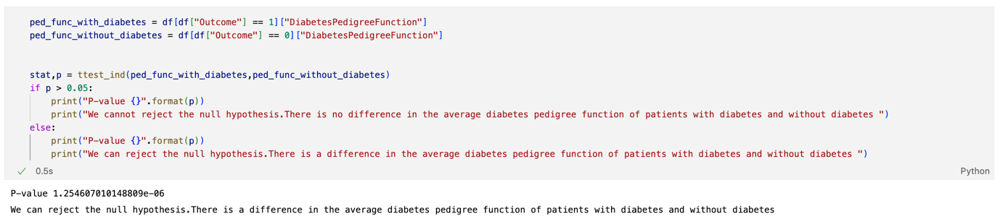 ped_func_with_diabetes = df[df["Outcome"] == 1]["DiabetesPedigreeFunction"]
ped_func_without_diabetes = df[df["Outcome"] == 0]["DiabetesPedigreeFunction"]
stat,p = ttest_ind(ped_func_with_diabetes,ped_func_without_diabetes)
if p > 0.05:
    print("P-value {}".format(p))
    print("We cannot reject the null hypothesis.There is no difference in the average diabetes pedigree function of patients with diabetes and without diabetes ")
else:
    print("P-value {}".format(p))
    print("We can reject the null hypothesis.There is a difference in the average diabetes pedigree function of patients with diabetes and without diabetes ")
0.5s Python
P-value 1.254607010148809e-06
We can reject the null hypothesis.There is a difference in the average diabetes pedigree function of patients with diabetes and without diabetes